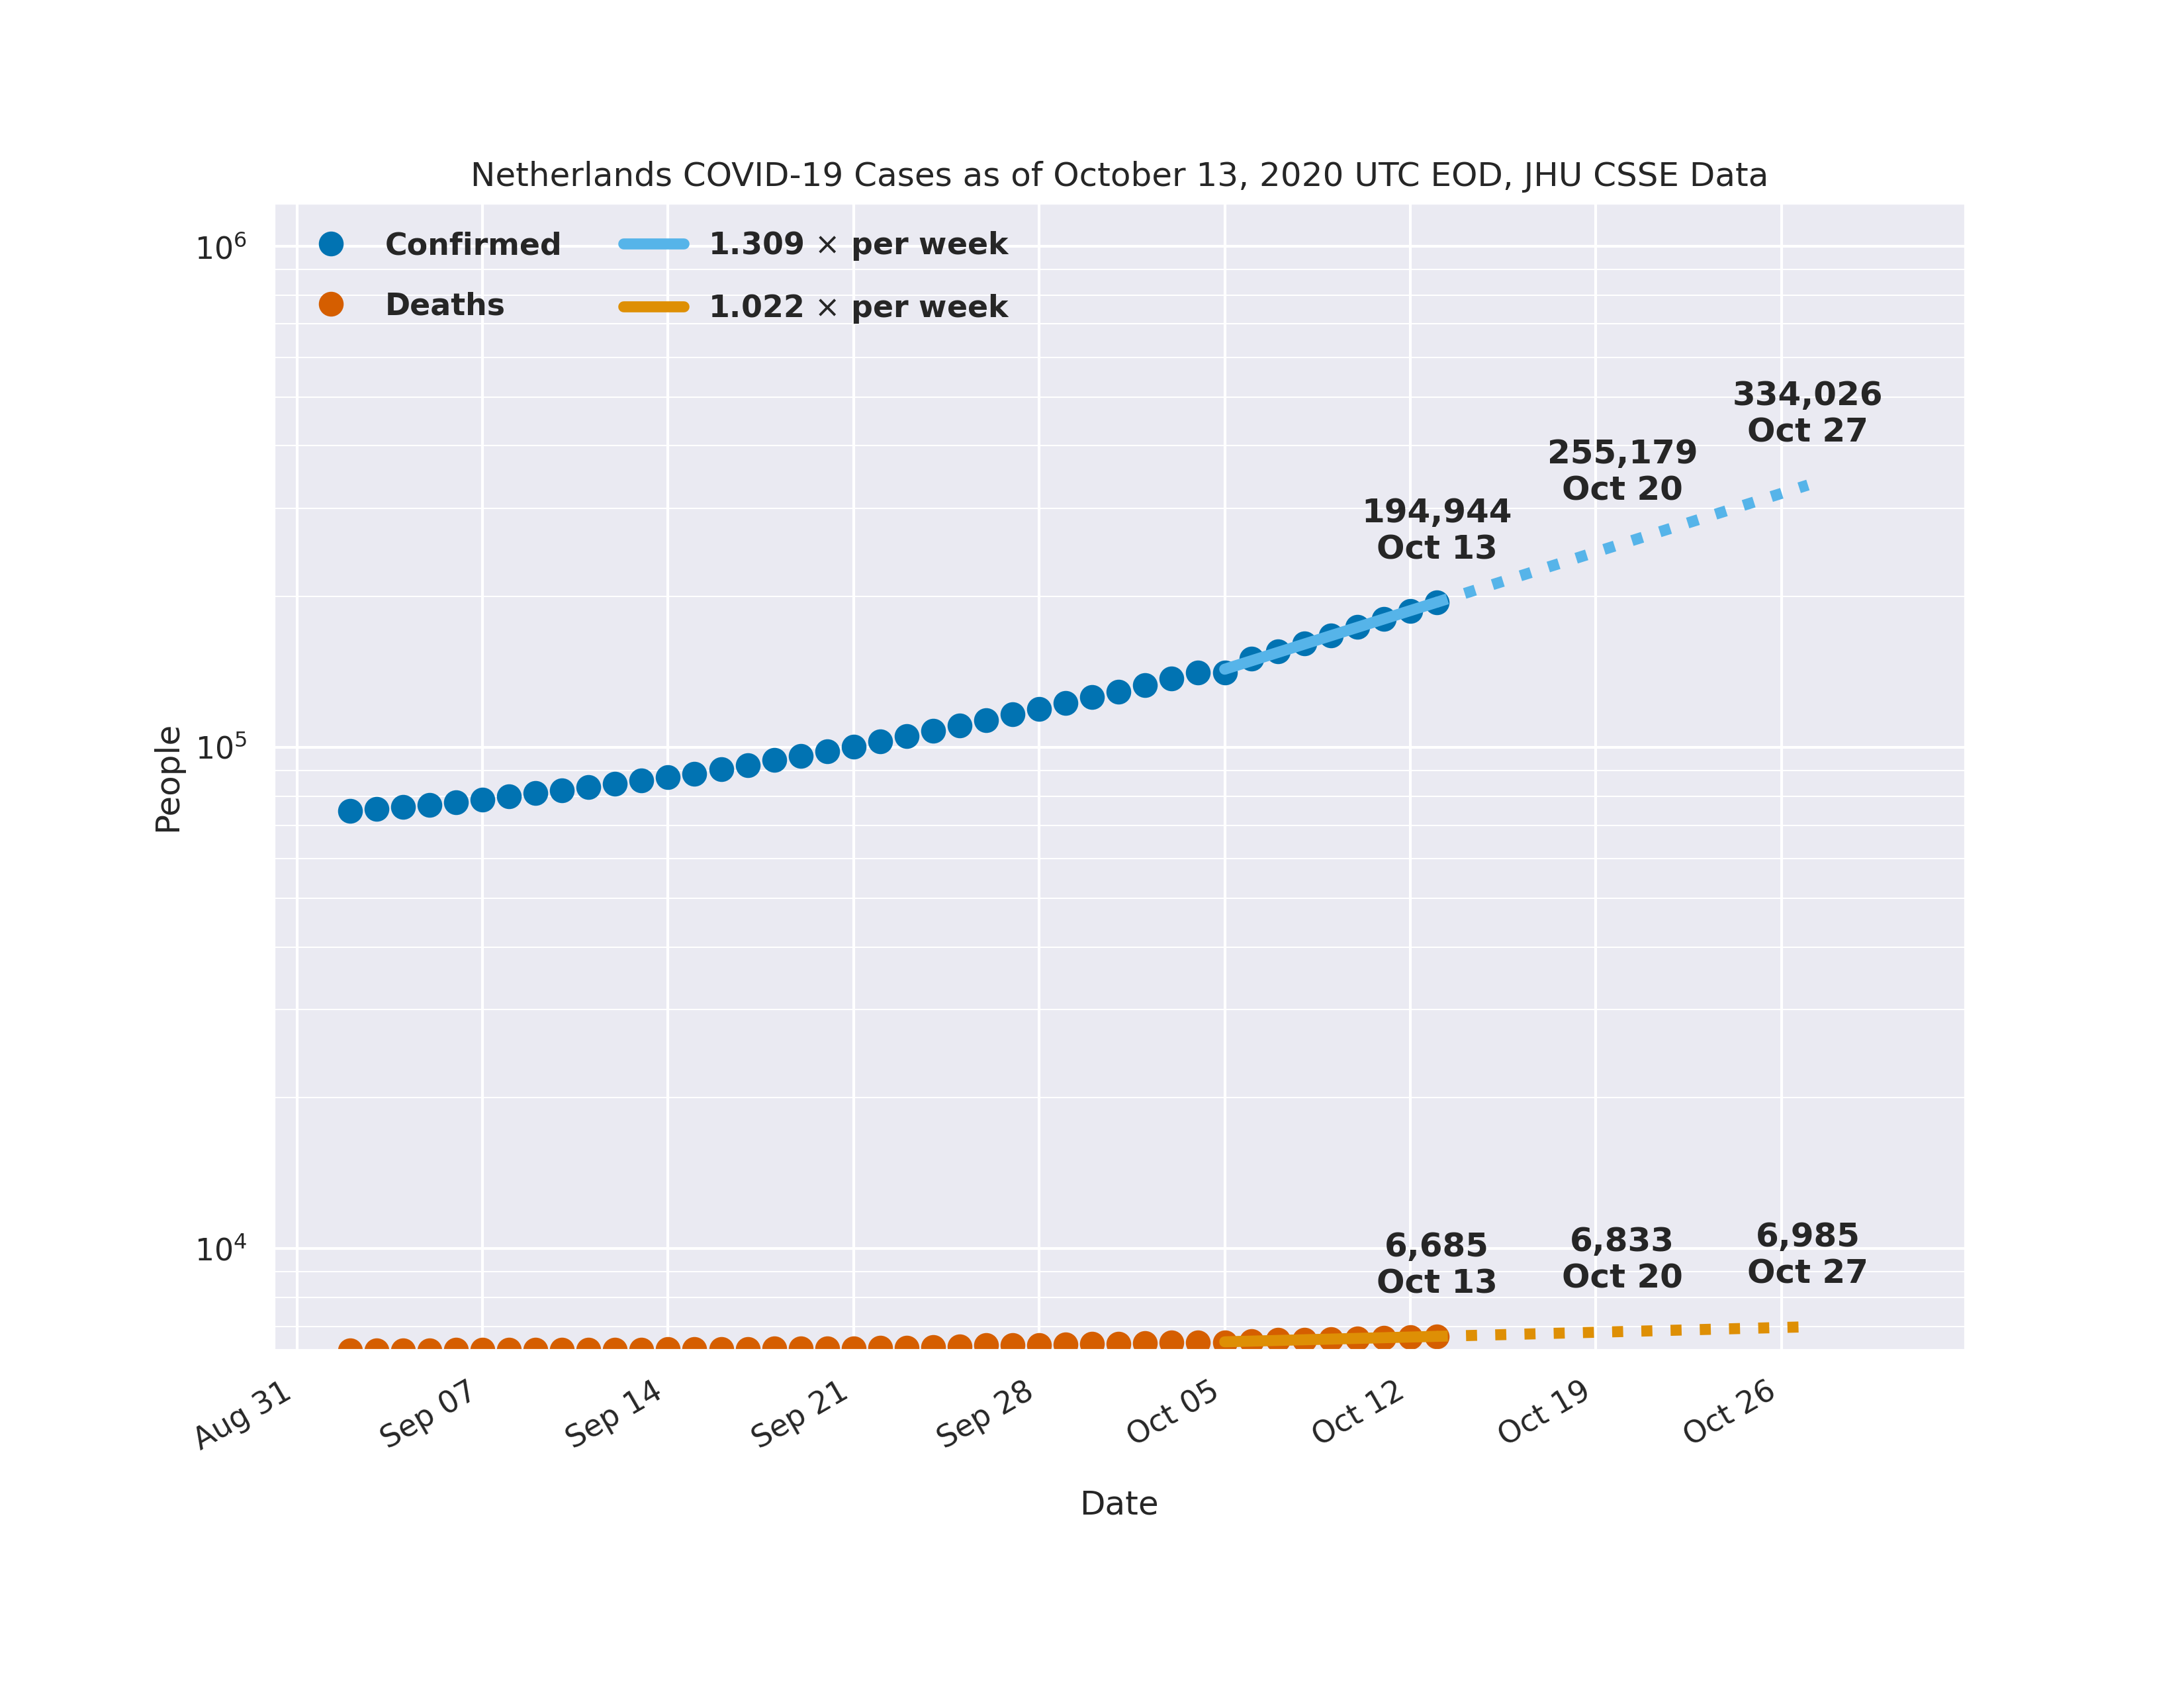 Netherlands COVID-19 Cases as of October 13, 2020 UTC EOD, JHU CSSE Data
Confirmed
Deaths
1.309 × per week
1.022 × per week
10⁶
10⁵
10⁴
People
334,026
Oct 27
255,179
Oct 20
194,944
Oct 13
6,685
Oct 13
6,833
Oct 20
6,985
Oct 27
Aug 31
Sep 07
Sep 14
Sep 21
Sep 28
Oct 05
Oct 12
Oct 19
Oct 26
Date